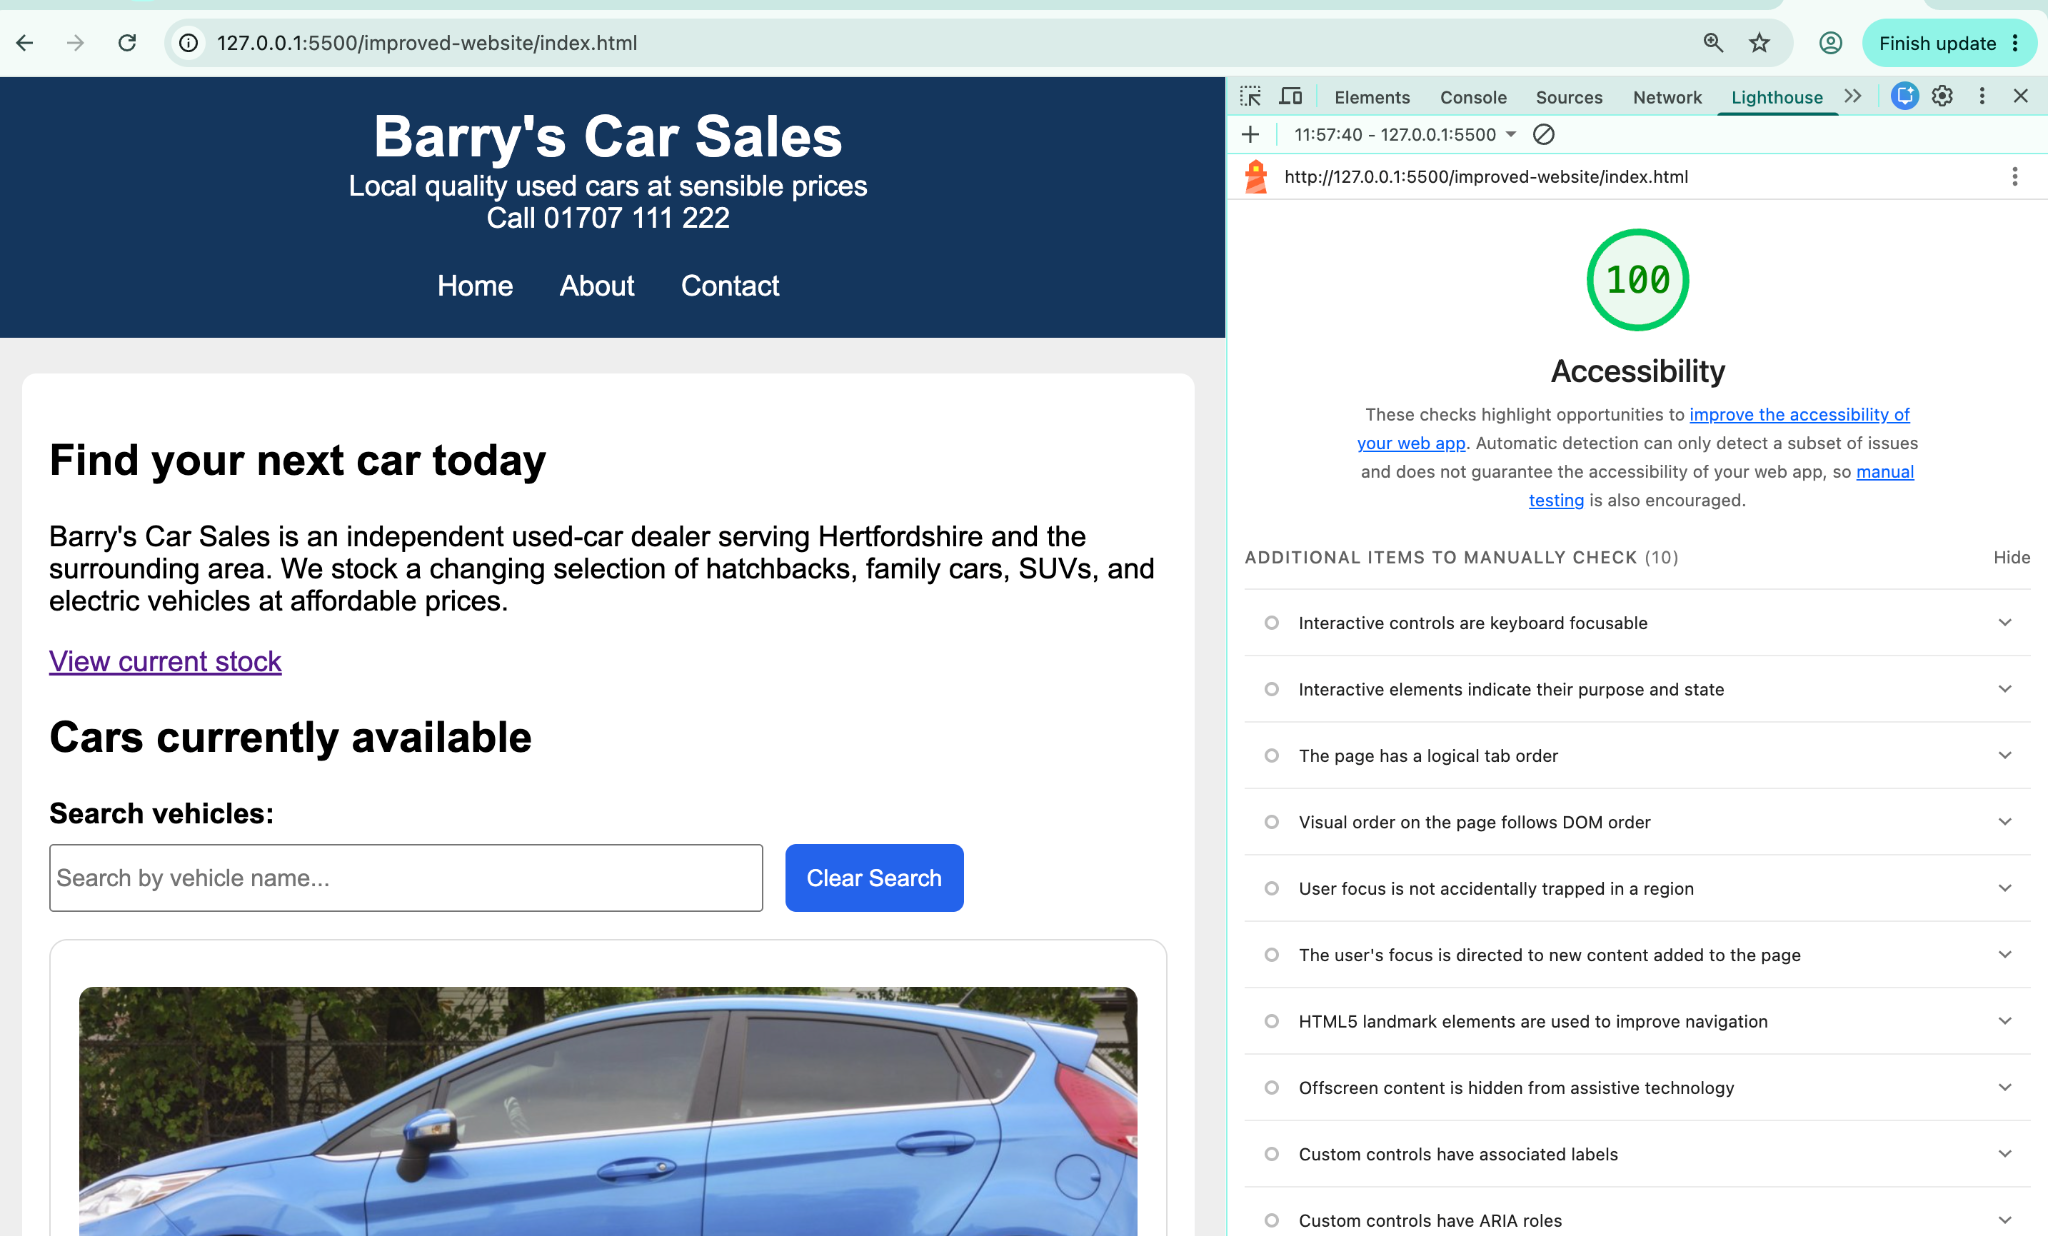 127.0.0.1:5500/improved-website/index.html
Finish update
Barry's Car Sales
Local quality used cars at sensible prices
Call 01707 111 222
Home About Contact
Find your next car today
Barry's Car Sales is an independent used-car dealer serving Hertfordshire and the
surrounding area. We stock a changing selection of hatchbacks, family cars, SUVs, and
electric vehicles at affordable prices.
View current stock
Cars currently available
Search vehicles:
Search by vehicle name...
Clear Search
Elements Console Sources Network Lighthouse
11:57:40 - 127.0.0.1:5500
http://127.0.0.1:5500/improved-website/index.html
100
Accessibility
These checks highlight opportunities to improve the accessibility of
your web app. Automatic detection can only detect a subset of issues
and does not guarantee the accessibility of your web app, so manual
testing is also encouraged.
ADDITIONAL ITEMS TO MANUALLY CHECK (10) Hide
Interactive controls are keyboard focusable
Interactive elements indicate their purpose and state
The page has a logical tab order
Visual order on the page follows DOM order
User focus is not accidentally trapped in a region
The user's focus is directed to new content added to the page
HTML5 landmark elements are used to improve navigation
Offscreen content is hidden from assistive technology
Custom controls have associated labels
Custom controls have ARIA roles